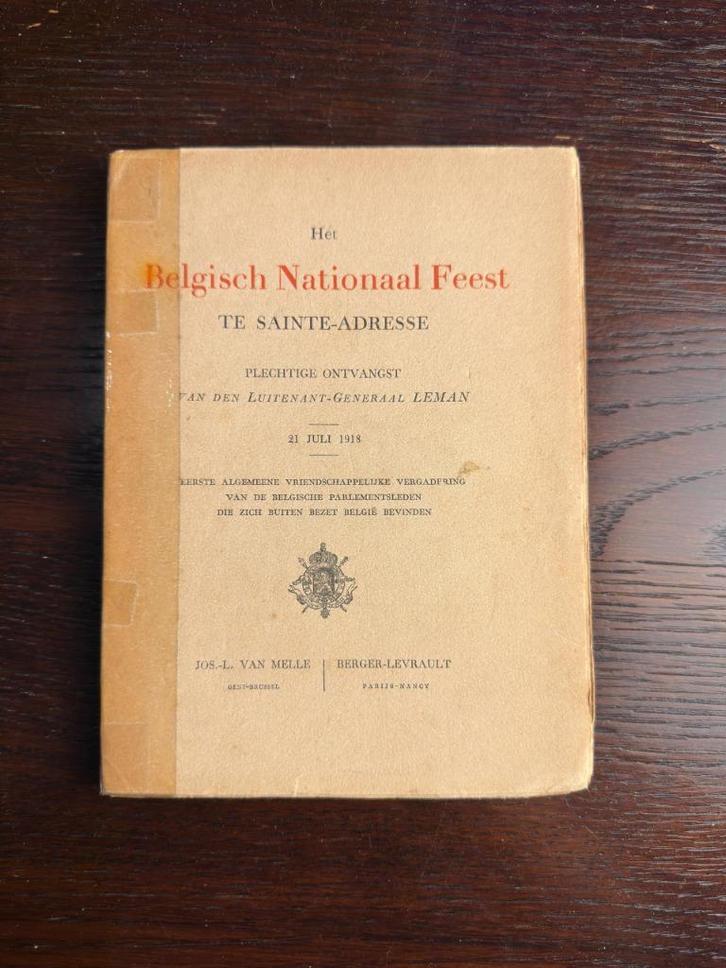 Het
Belgisch Nationaal Feest
TE SAINTE-ADRESSE
PLECHTIGE ONTVANGST
VAN DEN LUITENANT-GENERAAL LEMAN
21 JULI 1918
EERSTE ALGEMEENE VRIENDSCHAPPELIJKE VERGADERING
VAN DE BELGISCHE PARLEMENTSLEDEN
DIE ZICH BUITEN BEZET BELGIË BEVINDEN
JOS.-L. VAN MELLE
GENT-BRUSSEL
BERGER-LEVRAULT
PARIJS-NANCY